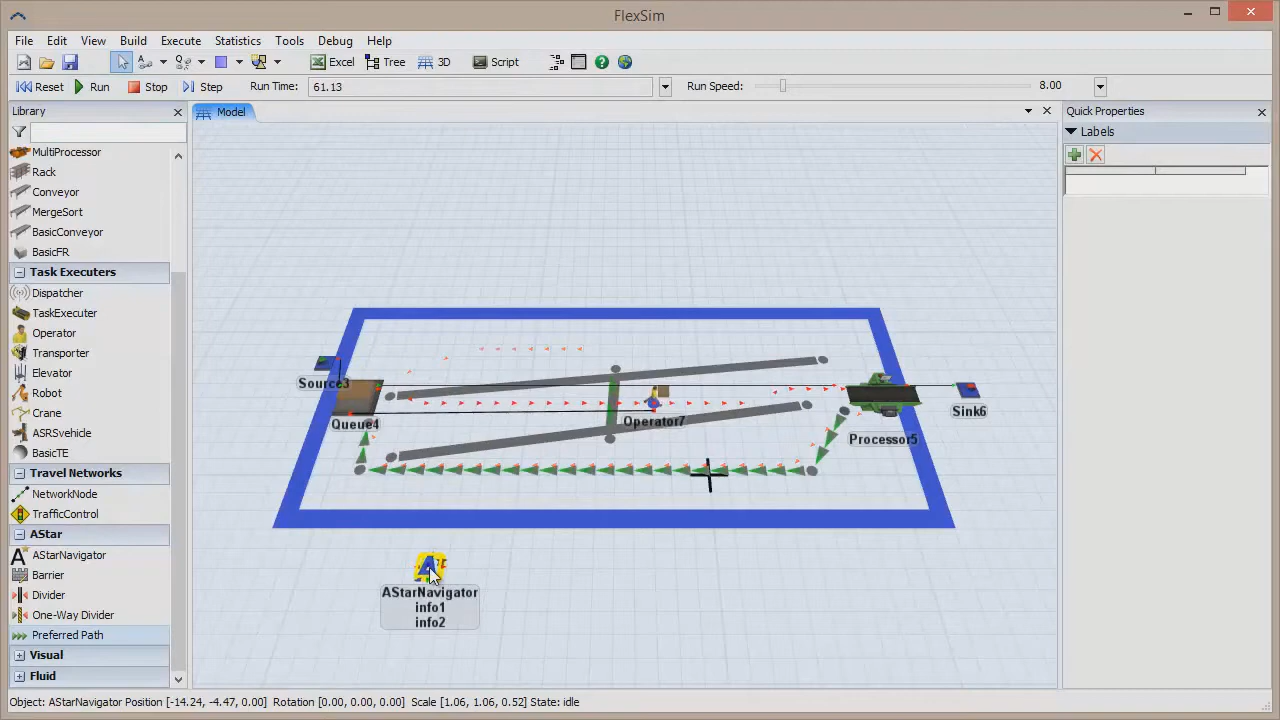 FlexSim
File Edit View Build Execute Statistics Tools Debug Help
Excel Tree 3D Script
Reset Run Stop Step Run Time: 61.13 Run Speed: 8.00
Library
Model
Quick Properties
Labels
MultiProcessor
Rack
Conveyor
MergeSort
BasicConveyor
BasicFR
Task Executers
Dispatcher
TaskExecuter
Operator
Transporter
Elevator
Robot
Crane
ASRSvehicle
BasicTE
Travel Networks
NetworkNode
TrafficControl
AStar
AStarNavigator
Barrier
Divider
One-Way Divider
Preferred Path
Visual
Fluid
Source3
Queue4
Operator7
Processor5
Sink6
A
AStarNavigator
info1
info2
Object: AStarNavigator Position [-14.24, -4.47, 0.00] Rotation [0.00, 0.00, 0.00] Scale [1.06, 1.06, 0.52] State: idle